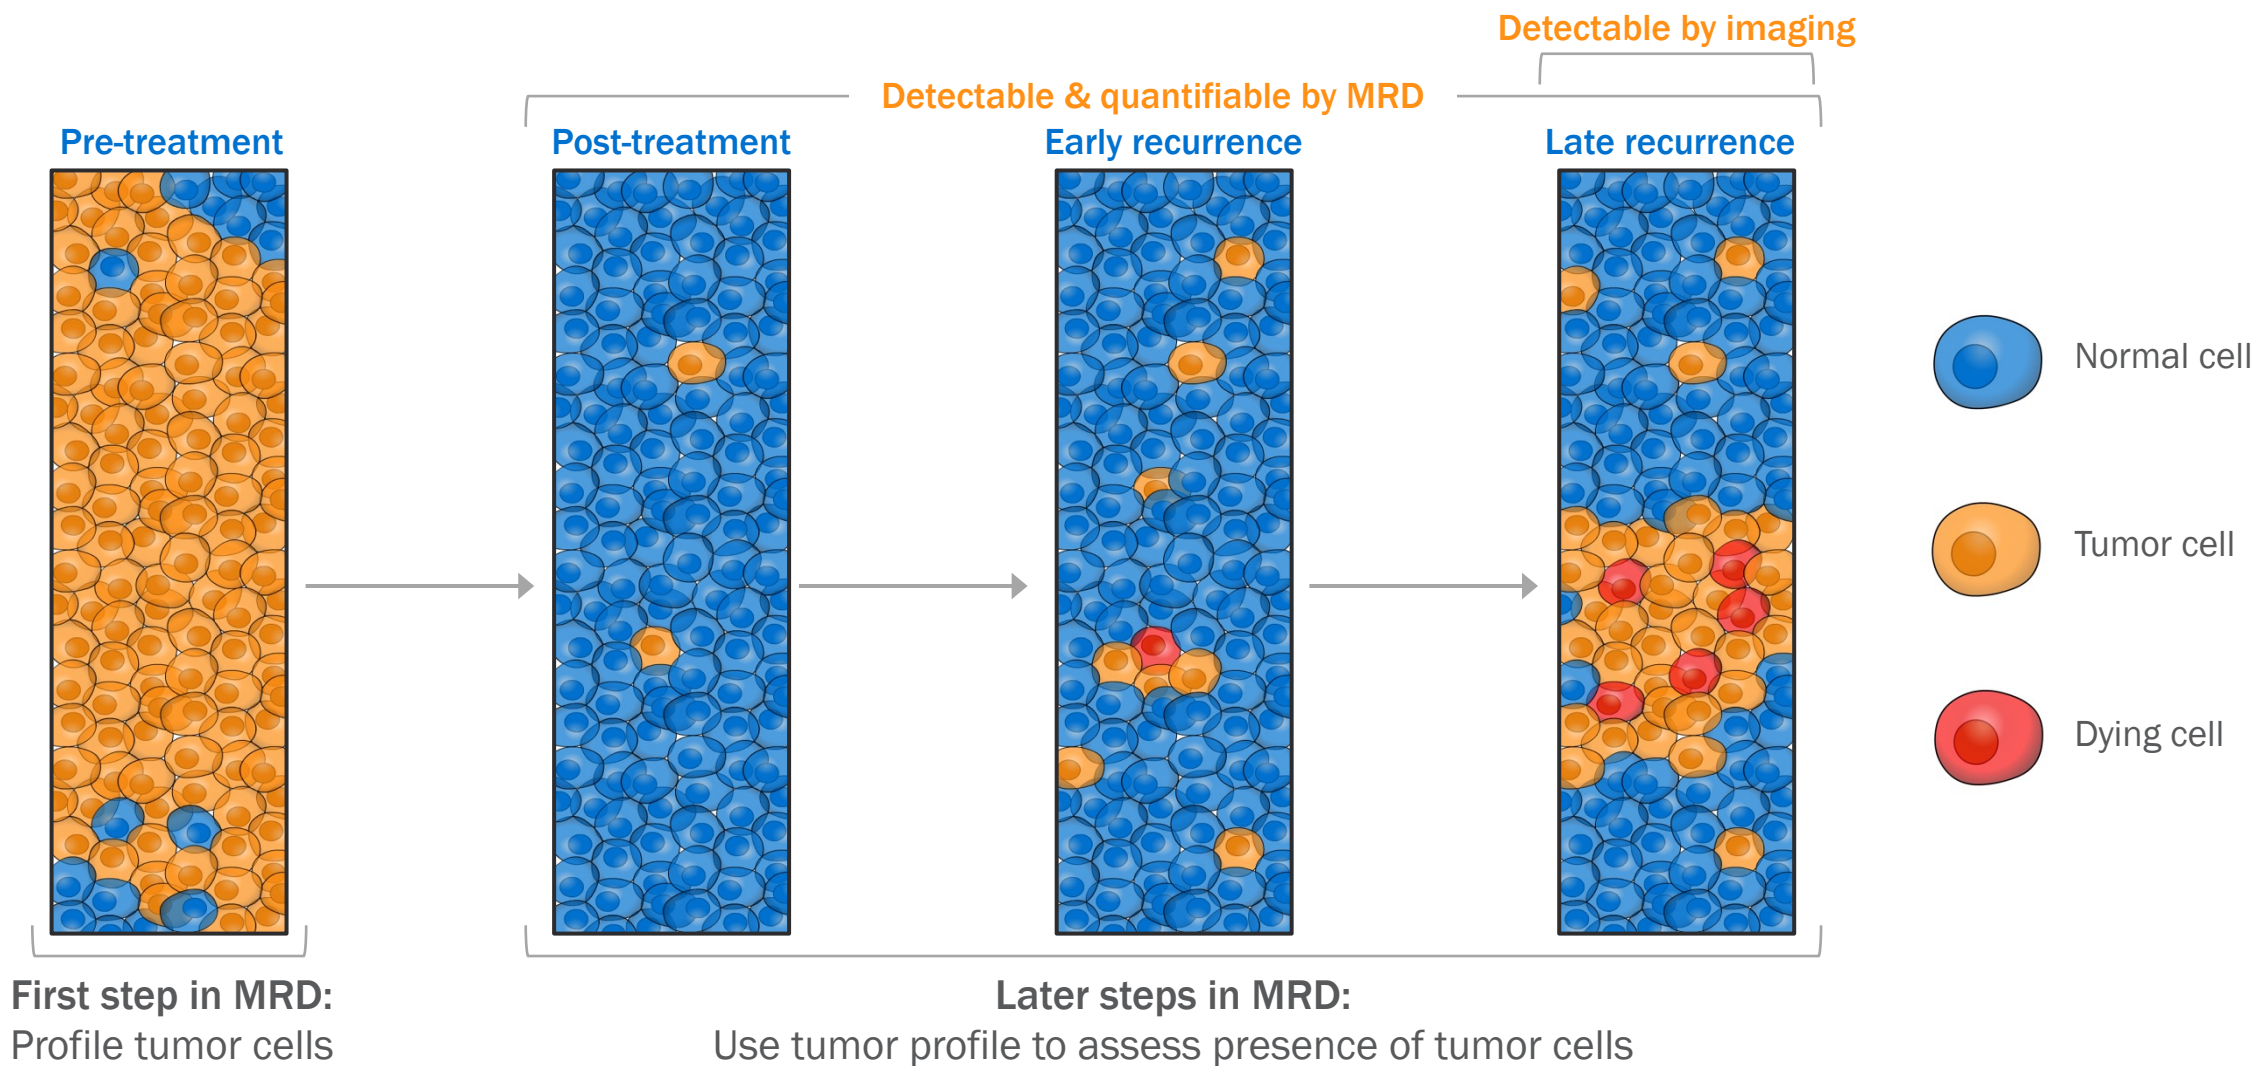 Detectable by imaging
Detectable & quantifiable by MRD
Pre-treatment
Post-treatment
Early recurrence
Late recurrence
Normal cell
Tumor cell
Dying cell
First step in MRD:
Profile tumor cells
Later steps in MRD:
Use tumor profile to assess presence of tumor cells